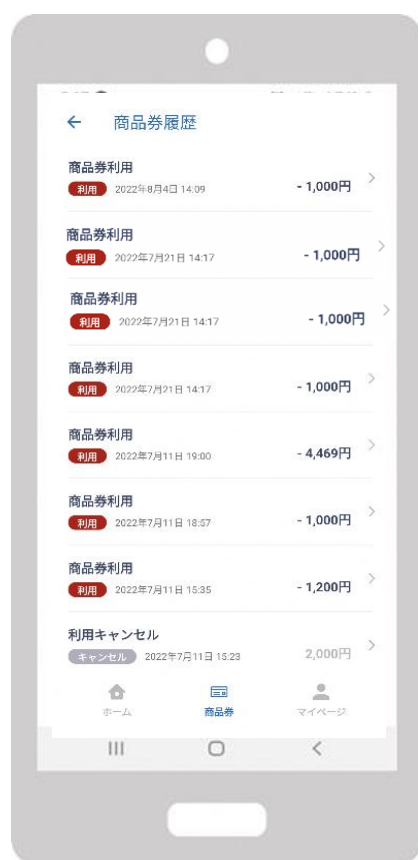 ← 商品券履歴
商品券利用
利用 2022年8月4日 14:09 - 1,000円
商品券利用
利用 2022年7月21日 14:17 - 1,000円
商品券利用
利用 2022年7月21日 14:17 - 1,000円
商品券利用
利用 2022年7月21日 14:17 - 1,000円
商品券利用
利用 2022年7月11日 19:00 - 4,469円
商品券利用
利用 2022年7月11日 18:57 - 1,000円
商品券利用
利用 2022年7月11日 15:35 - 1,200円
利用キャンセル
キャンセル 2022年7月11日 15:23 2,000円
ホーム 商品券 マイページ